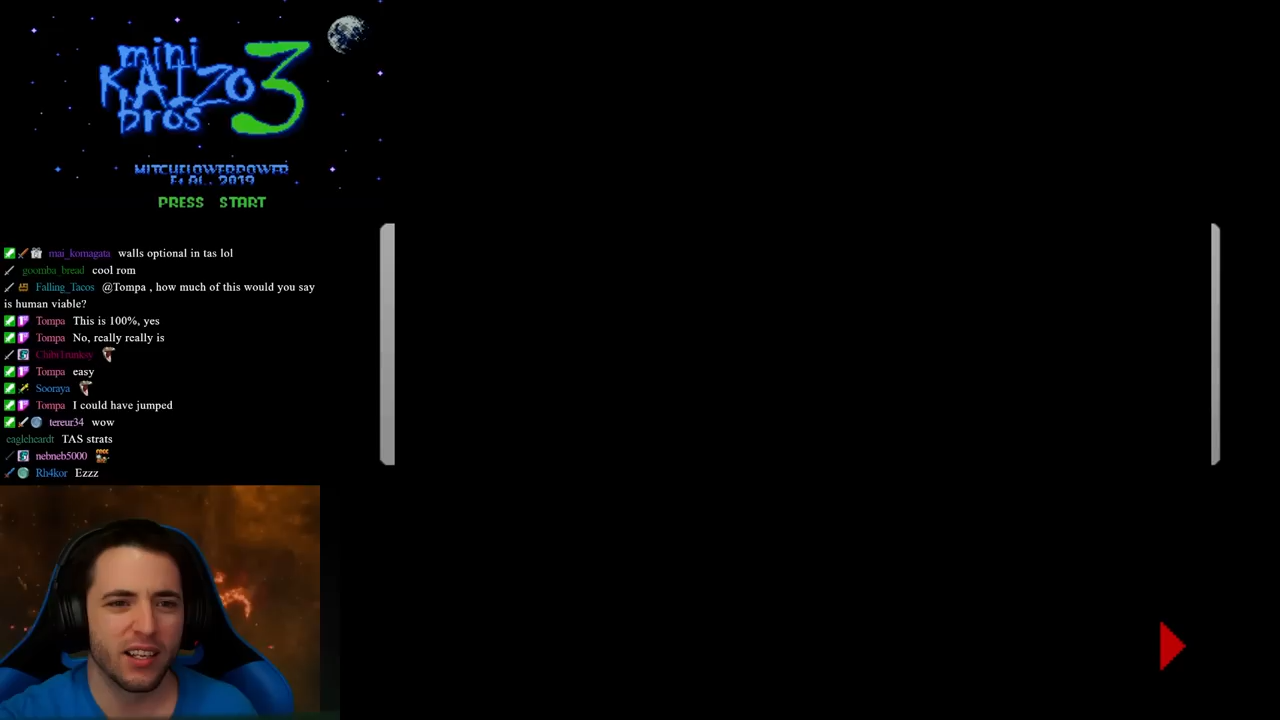 mini
KAIZO
bros 3
MITCHFLOWERPOWER
Et AL. 2019
PRESS START
mai_komagata walls optional in tas lol
goomba_bread cool rom
Falling_Tacos @Tompa , how much of this would you say
is human viable?
Tompa This is 100%, yes
Tompa No, really really is
ChibiTrunksy
Tompa easy
Sooraya
Tompa I could have jumped
tereur34 wow
eagleheardt TAS strats
nebneb5000
Rh4kor Ezzz